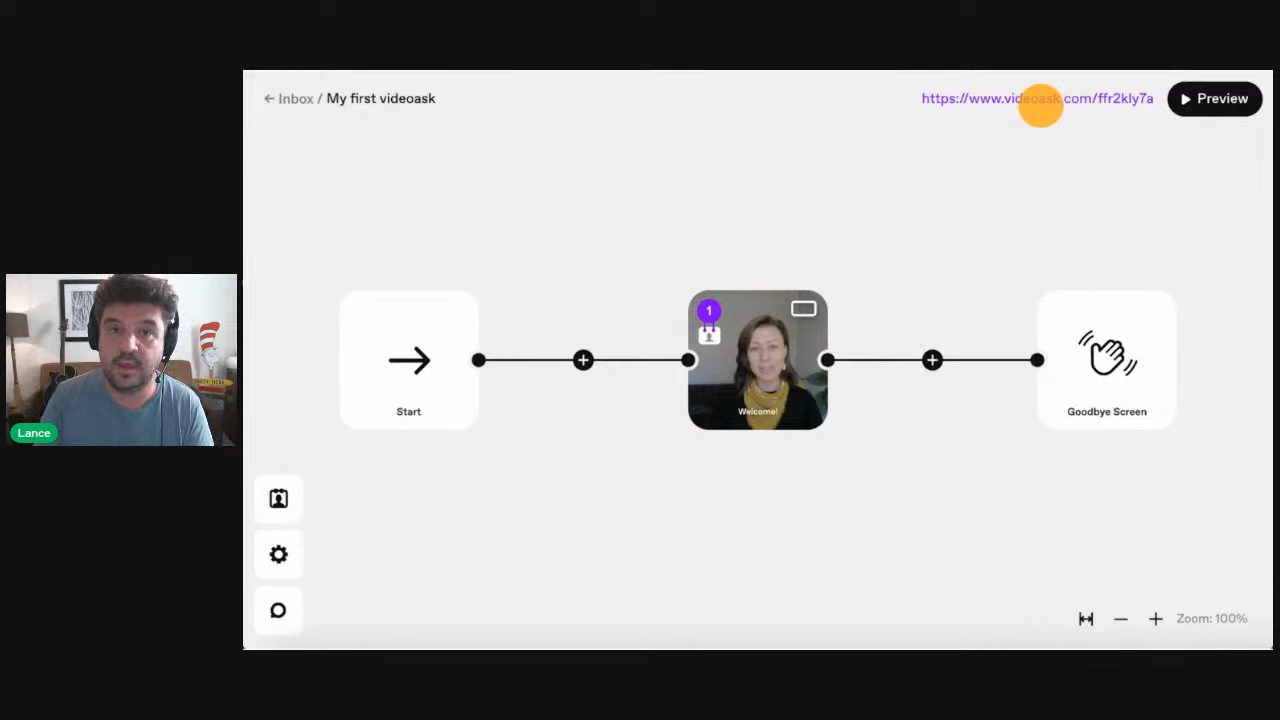 ← Inbox / My first videoask
https://www.videoask.com/ffr2kly7a
Preview
1
Welcome!
Start
Goodbye Screen
Lance
Zoom: 100%